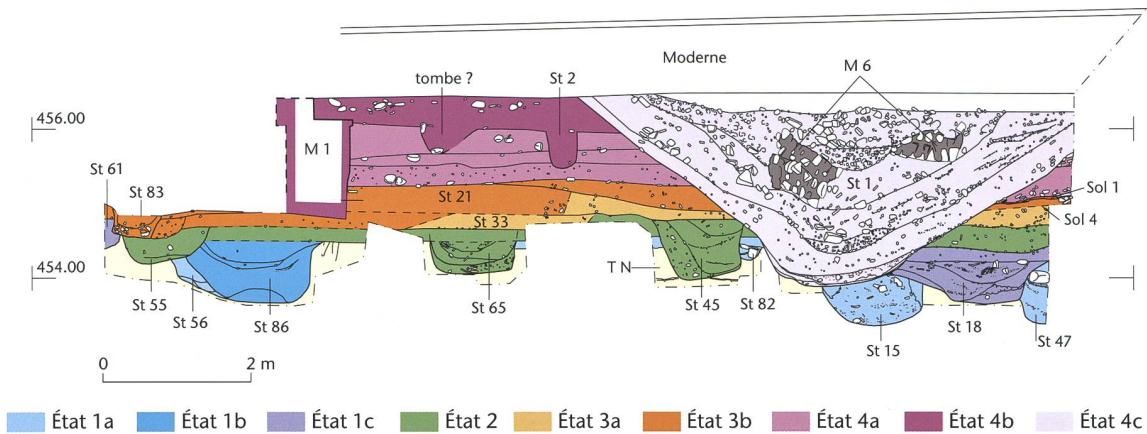 Moderne
tombe ?
St 2
M 6
456.00
M 1
St 61
St 83
St 21
St 1
Sol 1
St 33
Sol 4
454.00
T N
St 55
St 56
St 86
St 65
St 45
St 82
St 15
St 18
St 47
0
2 m
État 1a
État 1b
État 1c
État 2
État 3a
État 3b
État 4a
État 4b
État 4c